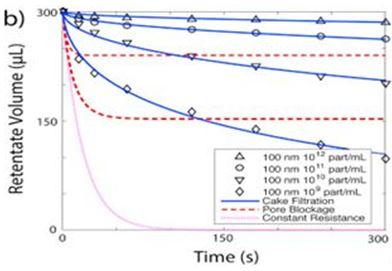 b)
Retentate Volume (µL)
300
150
0
0
150
300
100 nm 10¹² part/mL
100 nm 10¹¹ part/mL
100 nm 10¹⁰ part/mL
100 nm 10⁹ part/mL
Cake Filtration
Pore Blockage
Constant Resistance
Time (s)